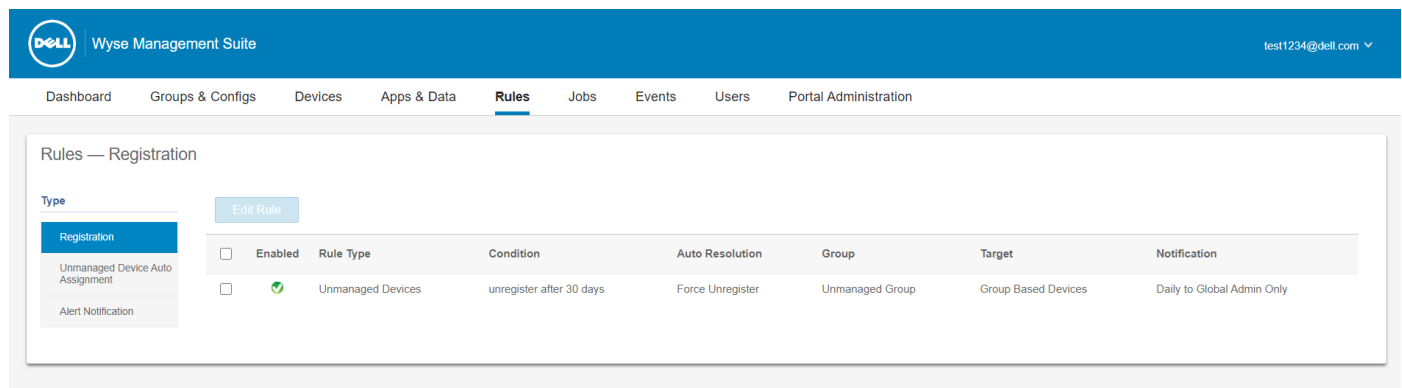 DELL Wyse Management Suite test1234@dell.com
Dashboard Groups & Configs Devices Apps & Data Rules Jobs Events Users Portal Administration
Rules — Registration
Type
Edit Rule
Registration
Unmanaged Device Auto
Assignment
Alert Notification
Enabled Rule Type Condition Auto Resolution Group Target Notification
Unmanaged Devices unregister after 30 days Force Unregister Unmanaged Group Group Based Devices Daily to Global Admin Only